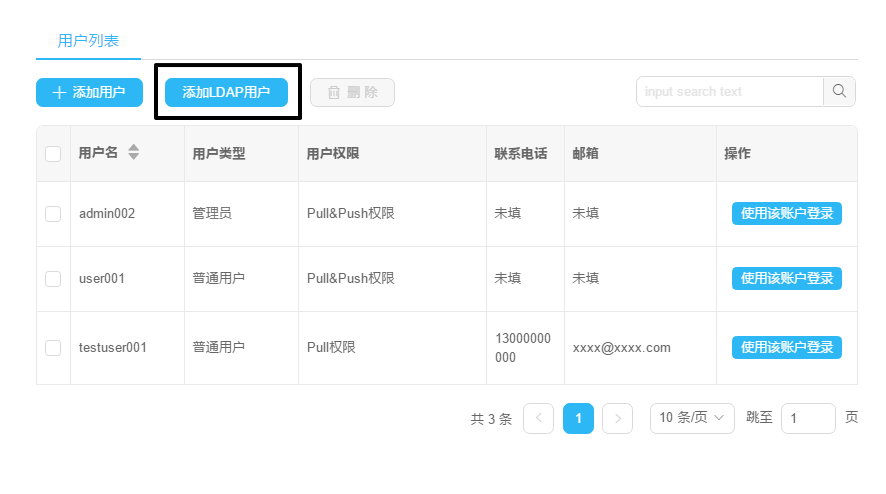 用户列表
添加用户 添加LDAP用户 删 除 input search text
用户名 用户类型 用户权限 联系电话 邮箱 操作
admin002 管理员 Pull&Push权限 未填 未填 使用该账户登录
user001 普通用户 Pull&Push权限 未填 未填 使用该账户登录
testuser001 普通用户 Pull权限 13000000000 xxxx@xxxx.com 使用该账户登录
共 3 条 1 10 条/页 跳至 1 页